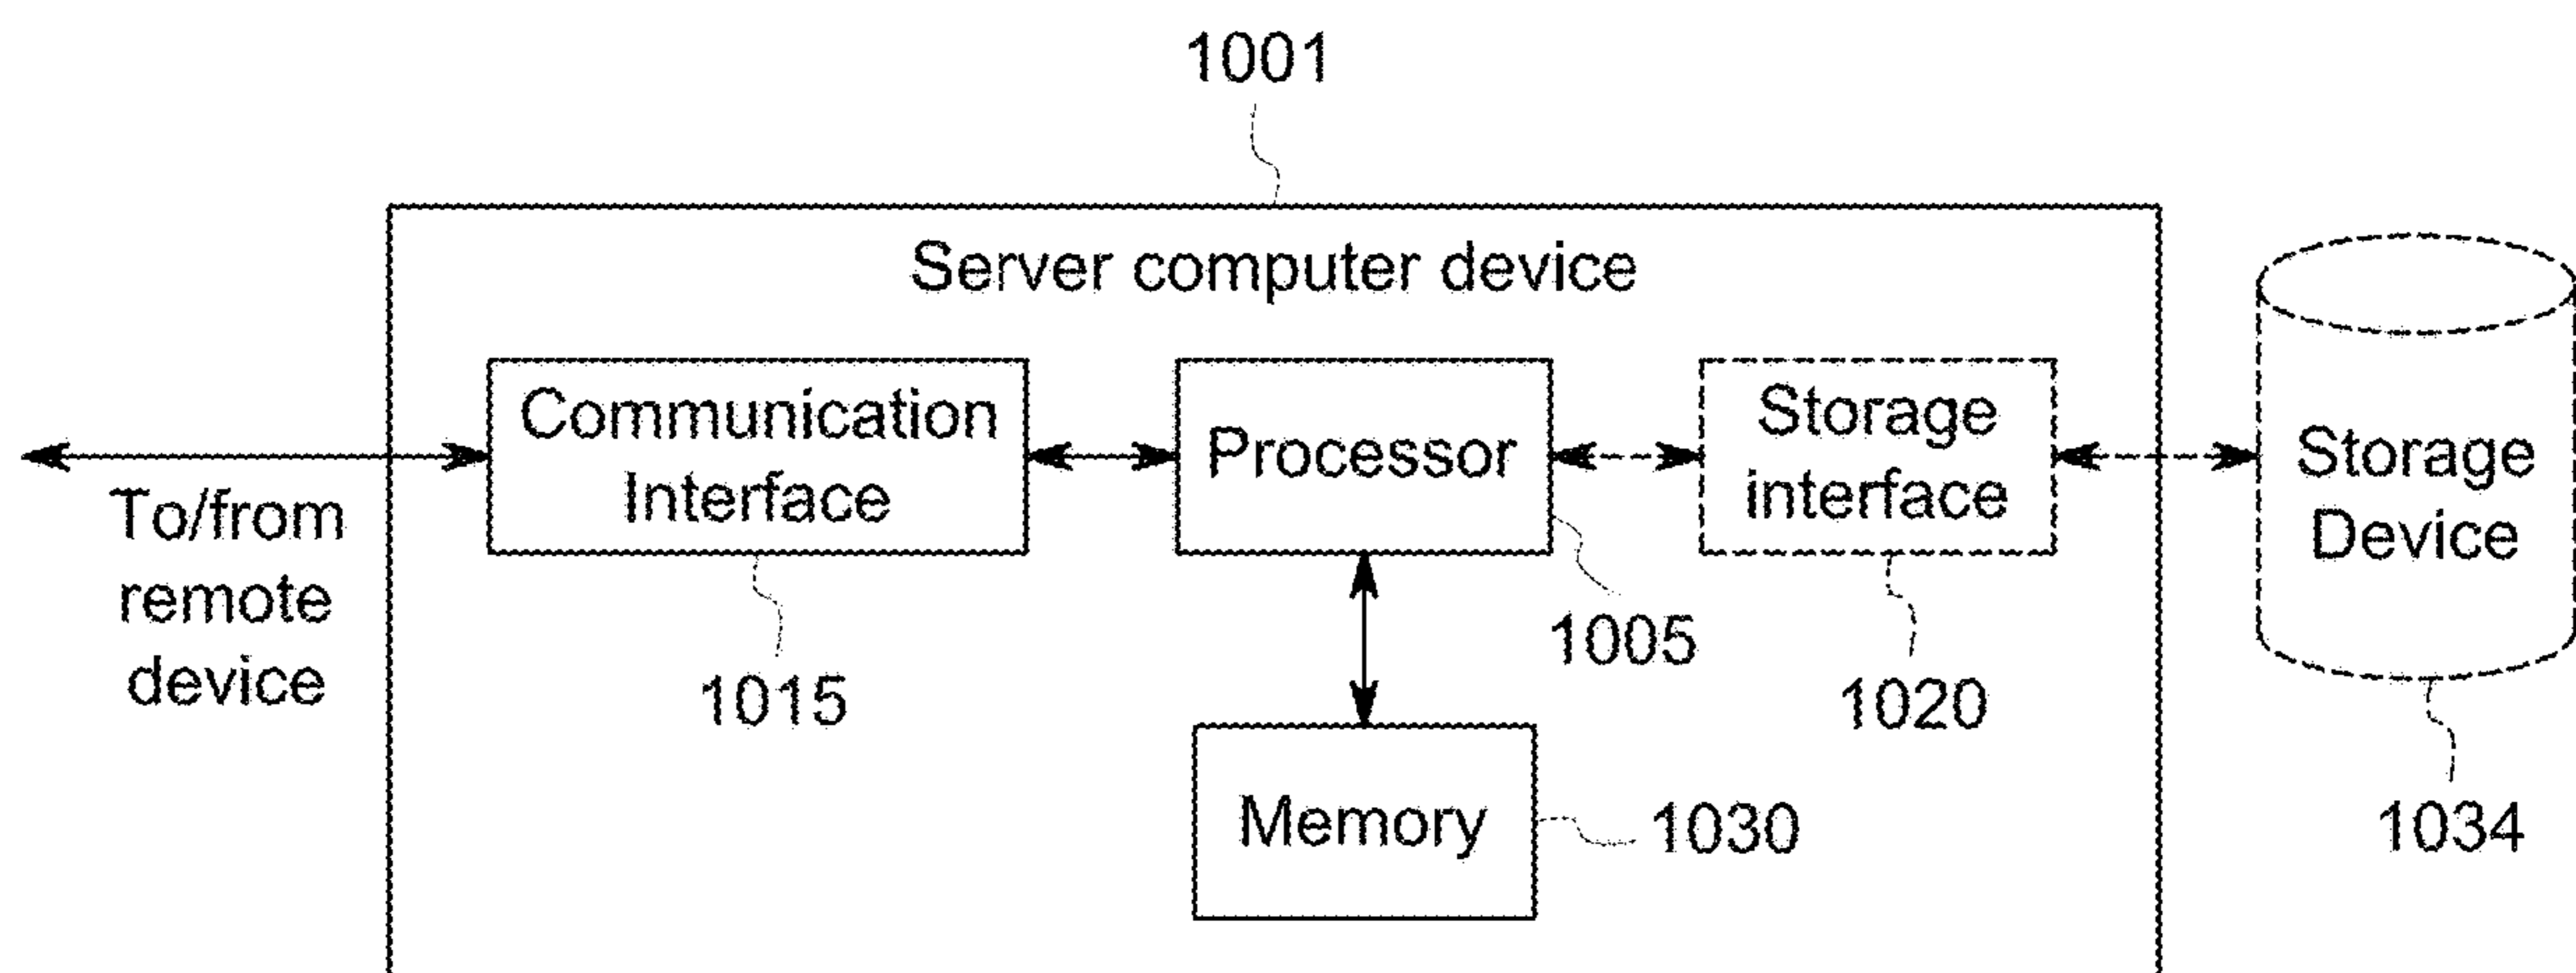 1001
Server computer device
Communication
Interface
Processor
Storage
interface
Storage
Device
To/from
remote
device
1015
1005
1020
1034
Memory
1030